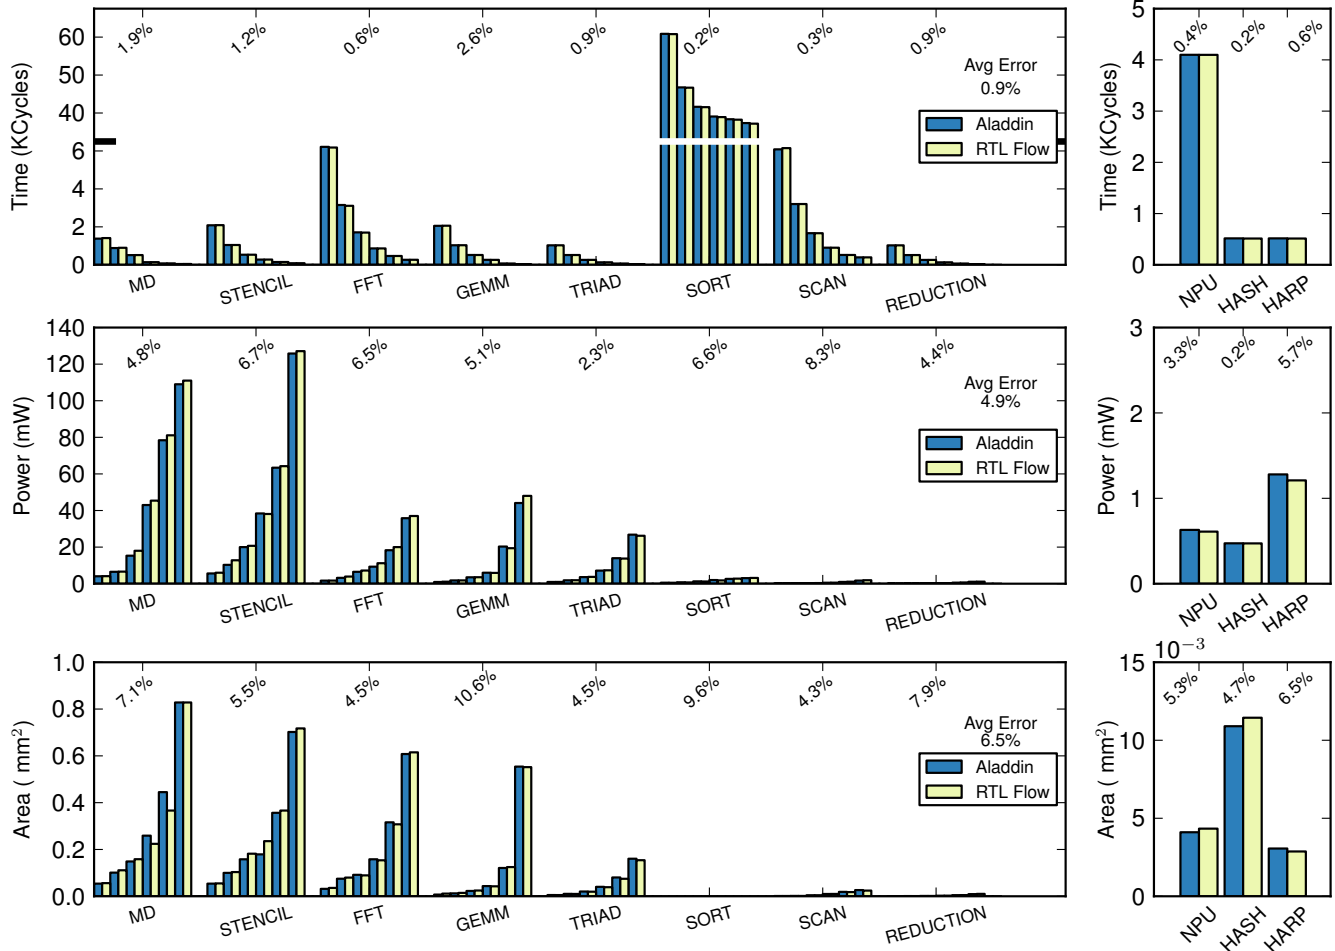 1.9% 1.2% 0.6% 2.6% 0.9% 0.2% 0.3% 0.9%
Time (KCycles)
60
50
40
6
4
2
0
Avg Error
0.9%
Aladdin
RTL Flow
MD STENCIL FFT GEMM TRIAD SORT SCAN REDUCTION
0.4% 0.2% 0.6%
Time (KCycles)
5
4
3
2
1
0
NPU HASH HARP
4.8% 6.7% 6.5% 5.1% 2.3% 6.6% 8.3% 4.4%
Power (mW)
140
120
100
80
60
40
20
0
Avg Error
4.9%
Aladdin
RTL Flow
MD STENCIL FFT GEMM TRIAD SORT SCAN REDUCTION
3.3% 0.2% 5.7%
Power (mW)
3
2
1
0
NPU HASH HARP
7.1% 5.5% 4.5% 10.6% 4.5% 9.6% 4.3% 7.9%
Area ( mm²)
1.0
0.8
0.6
0.4
0.2
0.0
Avg Error
6.5%
Aladdin
RTL Flow
MD STENCIL FFT GEMM TRIAD SORT SCAN REDUCTION
10⁻³
5.3% 4.7% 6.5%
Area ( mm²)
15
10
5
0
NPU HASH HARP